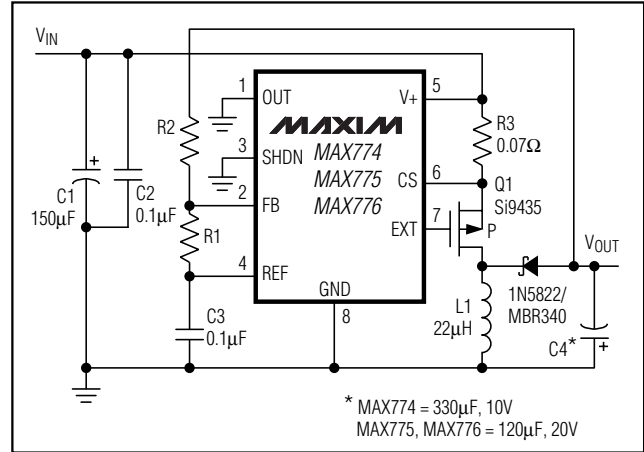 VIN
1
OUT
V+
5
R2
MAXIM
R3
0.07Ω
3
SHDN
MAX774
MAX775
MAX776
CS
6
Q1
Si9435
C1
150µF
+
C2
0.1µF
2
FB
EXT
7
P
R1
VOUT
4
REF
GND
8
1N5822/
MBR340
C3
0.1µF
L1
22µH
C4*
+
* MAX774 = 330µF, 10V
MAX775, MAX776 = 120µF, 20V